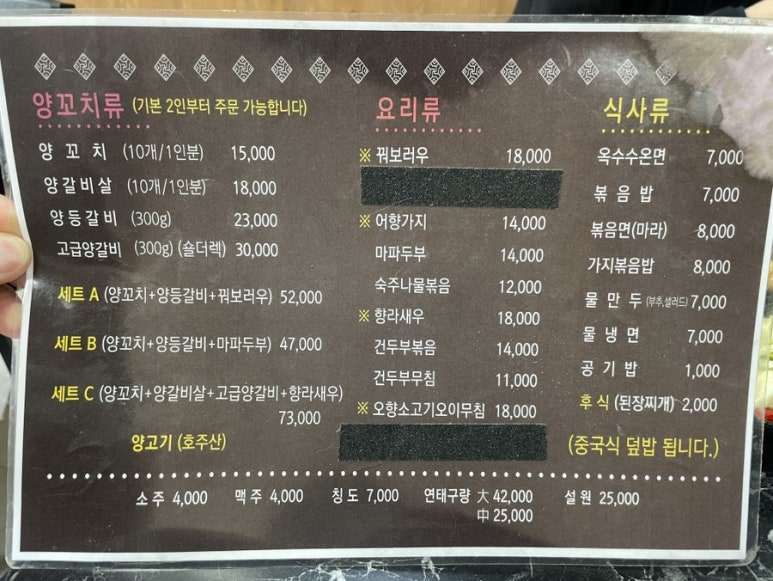 양꼬치류 (기본 2인부터 주문 가능합니다)
양 꼬 치 (10개/1인분) 15,000
양갈비살 (10개/1인분) 18,000
양등갈비 (300g) 23,000
고급양갈비 (300g) (숄더렉) 30,000
세트 A (양꼬치+양등갈비+꿔보러우) 52,000
세트 B (양꼬치+양등갈비+마파두부) 47,000
세트 C (양꼬치+양갈비살+고급양갈비+향라새우)
73,000
양고기 (호주산)
요리류
※ 꿔보러우 18,000
※ 어향가지 14,000
마파두부 14,000
숙주나물볶음 12,000
※ 향라새우 18,000
건두부볶음 14,000
건두부무침 11,000
※ 오향소고기오이무침 18,000
식사류
옥수수온면 7,000
볶음밥 7,000
볶음면(마라) 8,000
가지볶음밥 8,000
물 만 두 (부추,샐러드) 7,000
물 냉 면 7,000
공 기 밥 1,000
후 식 (된장찌개) 2,000
(중국식 덮밥 됩니다.)
소 주 4,000 맥 주 4,000 칭 도 7,000 연태구량 大 42,000 설 원 25,000
中 25,000